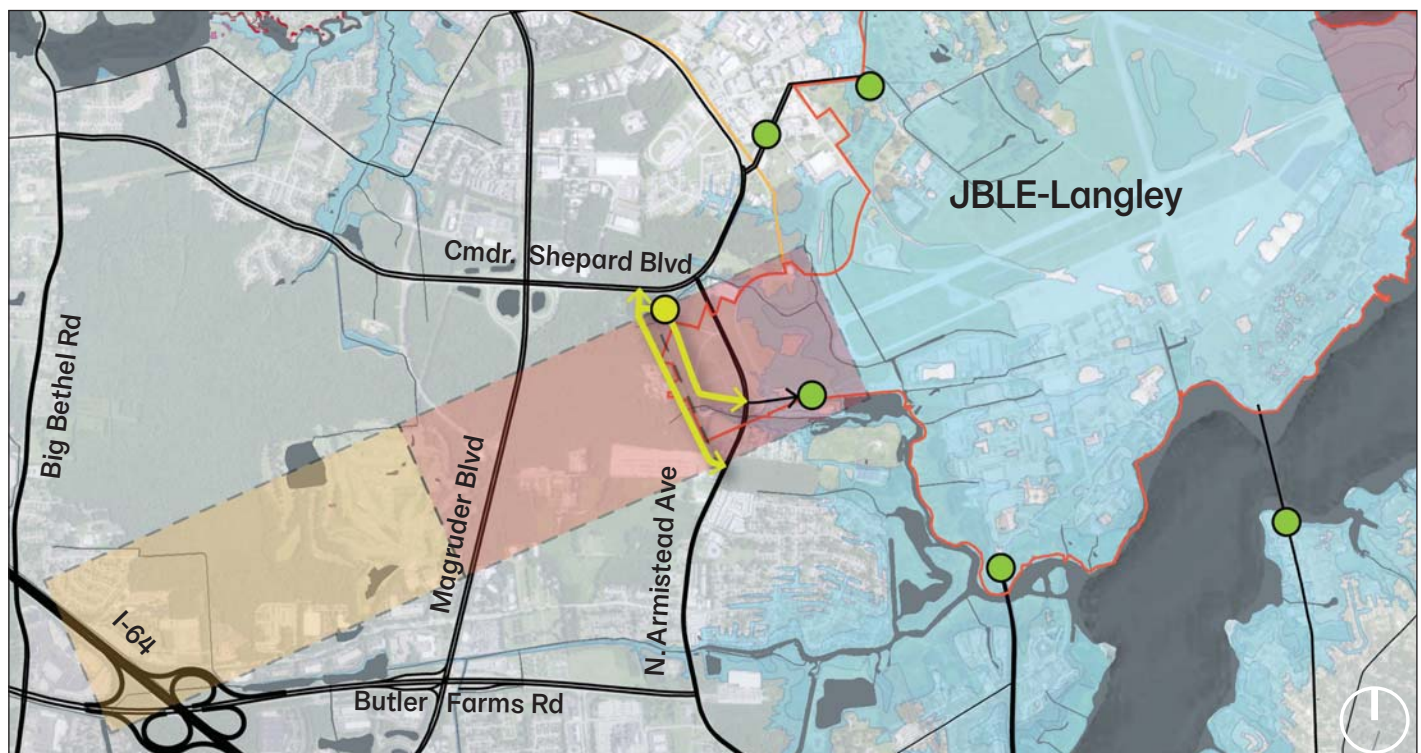 JBLE-Langley
Cmdr. Shepard Blvd
Big Bethel Rd
Magruder Blvd
N. Armistead Ave
I-64
Butler Farms Rd